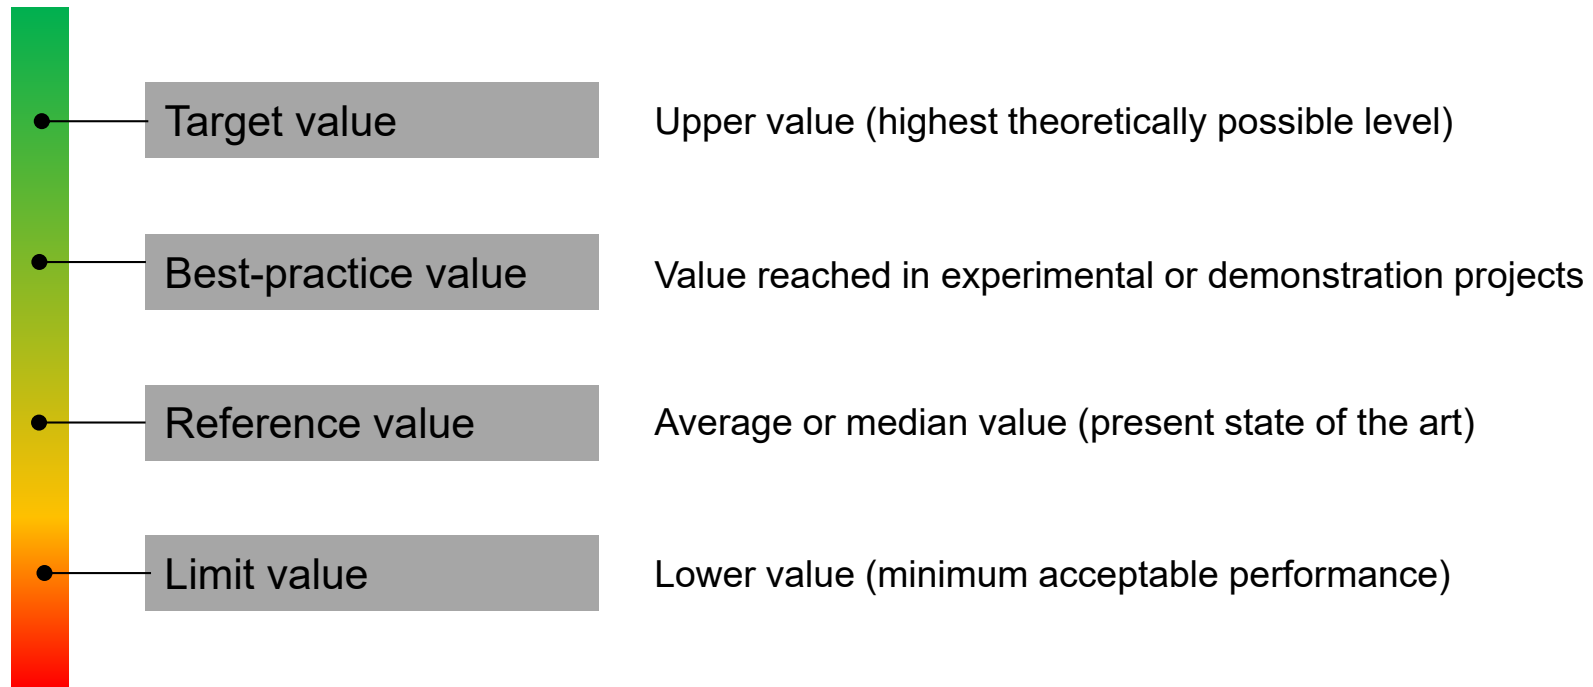 Target value
Upper value (highest theoretically possible level)
Best-practice value
Value reached in experimental or demonstration projects
Reference value
Average or median value (present state of the art)
Limit value
Lower value (minimum acceptable performance)